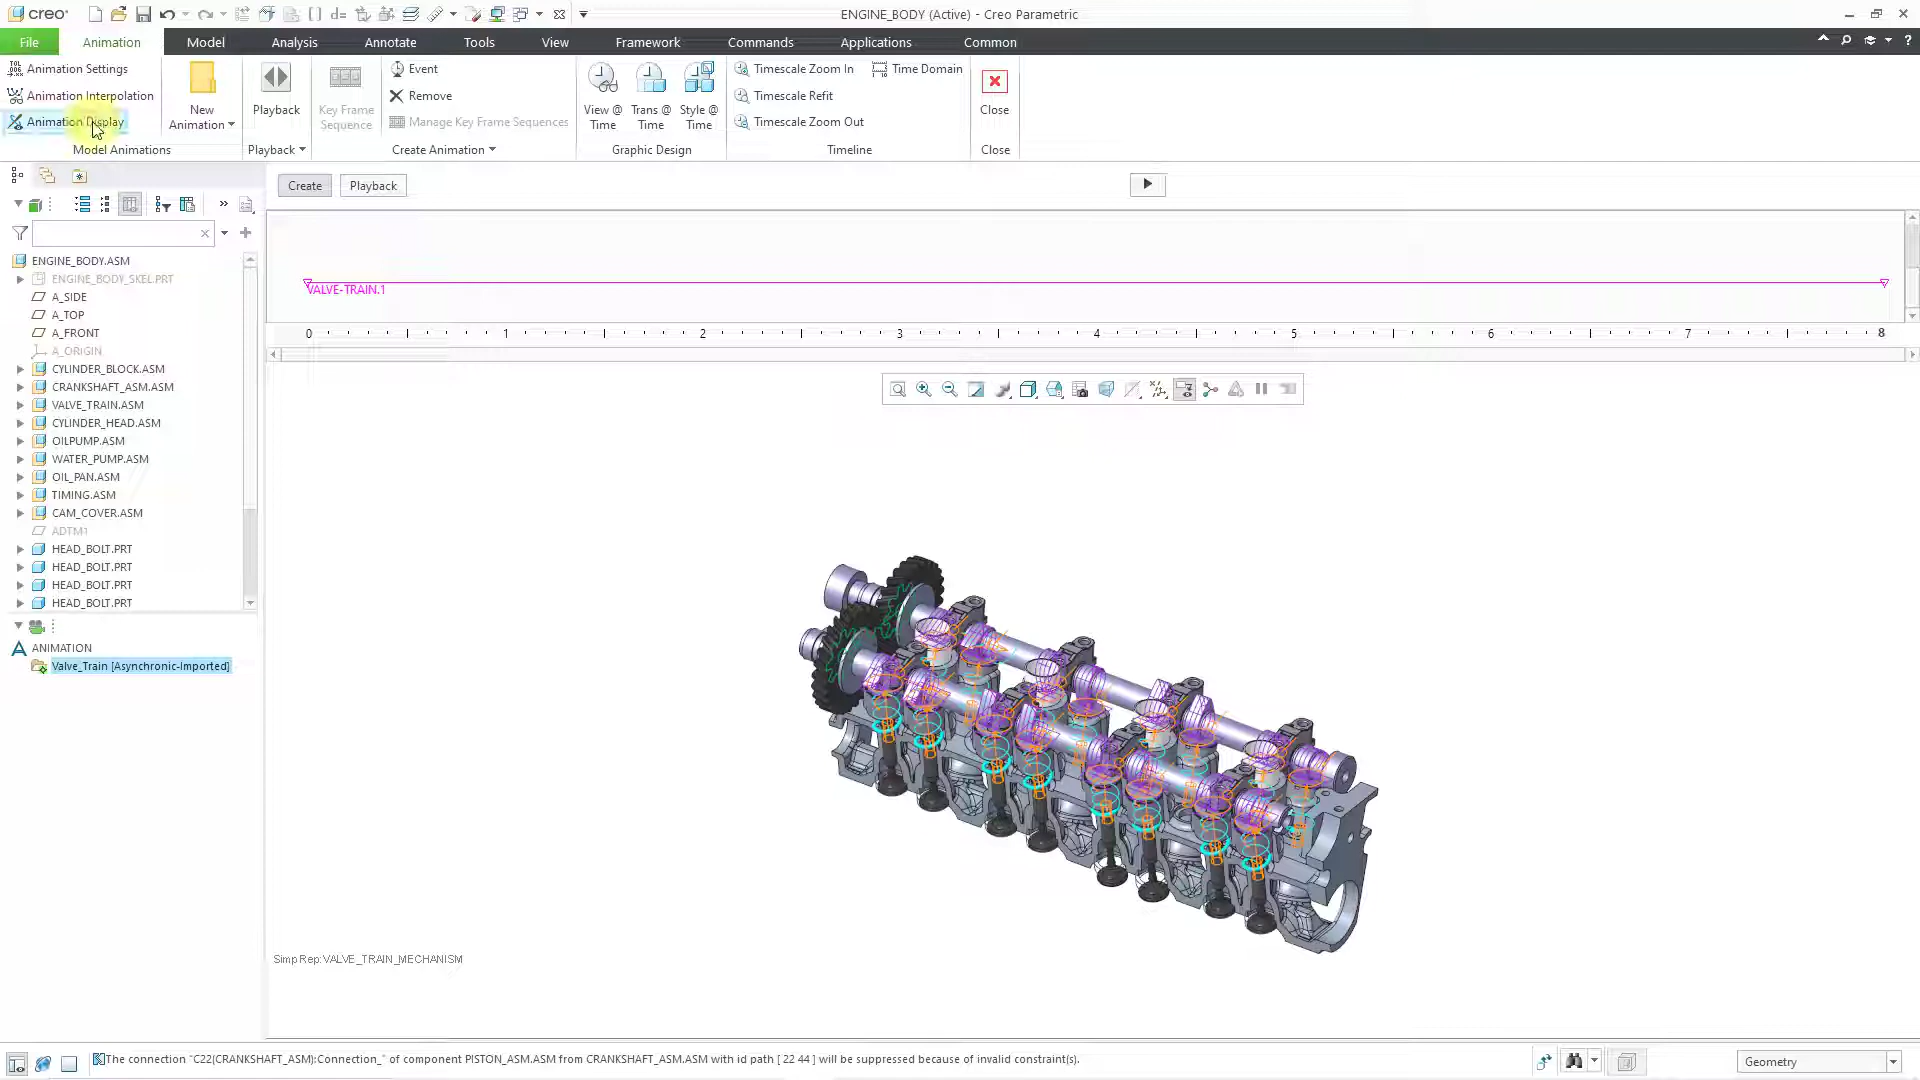 creo
ENGINE_BODY (Active) - Creo Parametric
File
Animation
Model
Analysis
Annotate
Tools
View
Framework
Commands
Applications
Common
Animation Settings
Animation Interpolation
Animation Display
Model Animations
New
Animation
Playback
Playback
Key Frame
Sequence
Event
Remove
Manage Key Frame Sequences
Create Animation
View @
Time
Trans @
Time
Style @
Time
Graphic Design
Timescale Zoom In
Time Domain
Timescale Refit
Timescale Zoom Out
Timeline
Close
Close
Create
Playback
VALVE-TRAIN.1
0 1 2 3 4 5 6 7 8
ENGINE_BODY.ASM
ENGINE_BODY_SKEL.PRT
A_SIDE
A_TOP
A_FRONT
A_ORIGIN
CYLINDER_BLOCK.ASM
CRANKSHAFT_ASM.ASM
VALVE_TRAIN.ASM
CYLINDER_HEAD.ASM
OILPUMP.ASM
WATER_PUMP.ASM
OIL_PAN.ASM
TIMING.ASM
CAM_COVER.ASM
ADTM1
HEAD_BOLT.PRT
HEAD_BOLT.PRT
HEAD_BOLT.PRT
HEAD_BOLT.PRT
ANIMATION
Valve_Train [Asynchronic-Imported]
Simp Rep:VALVE_TRAIN_MECHANISM
The connection "C22(CRANKSHAFT_ASM):Connection_" of component PISTON_ASM.ASM from CRANKSHAFT_ASM.ASM with id path [ 22 44 ] will be suppressed because of invalid constraint(s).
Geometry